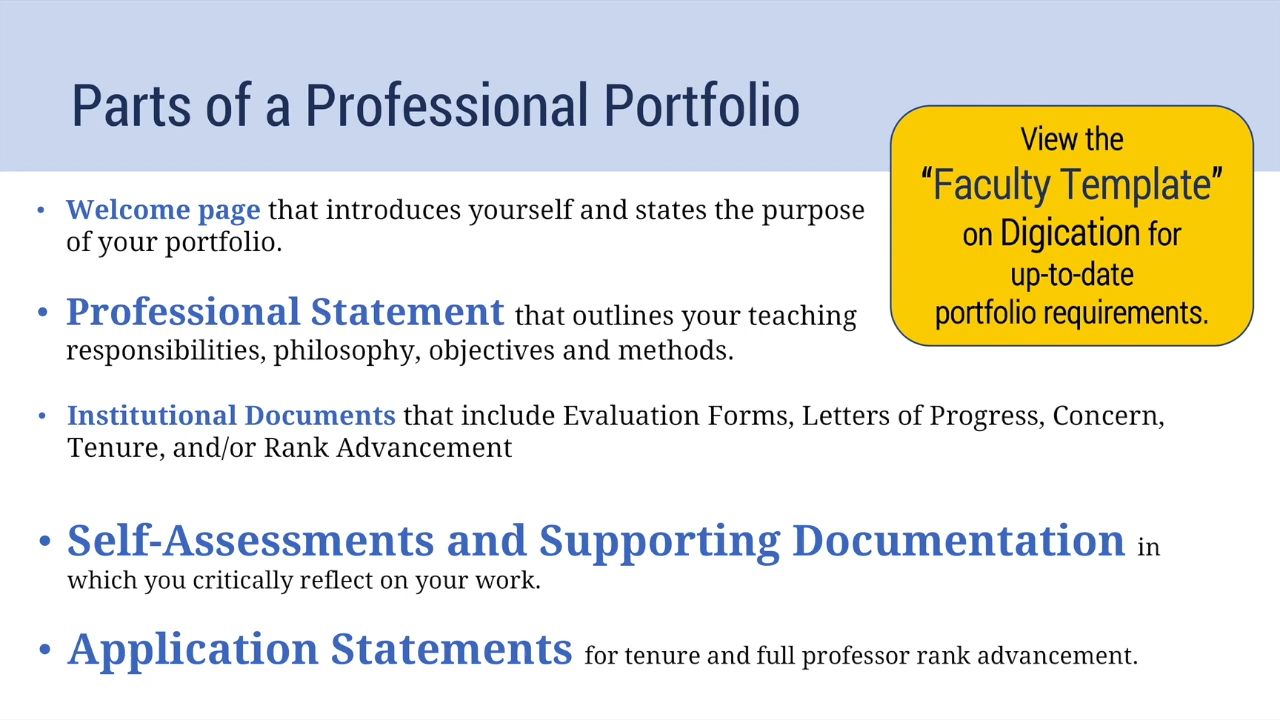 Parts of a Professional Portfolio
View the
“Faculty Template”
on Digication for
up-to-date
portfolio requirements.
• Welcome page that introduces yourself and states the purpose
of your portfolio.
• Professional Statement that outlines your teaching
responsibilities, philosophy, objectives and methods.
• Institutional Documents that include Evaluation Forms, Letters of Progress, Concern,
Tenure, and/or Rank Advancement
• Self-Assessments and Supporting Documentation in
which you critically reflect on your work.
• Application Statements for tenure and full professor rank advancement.